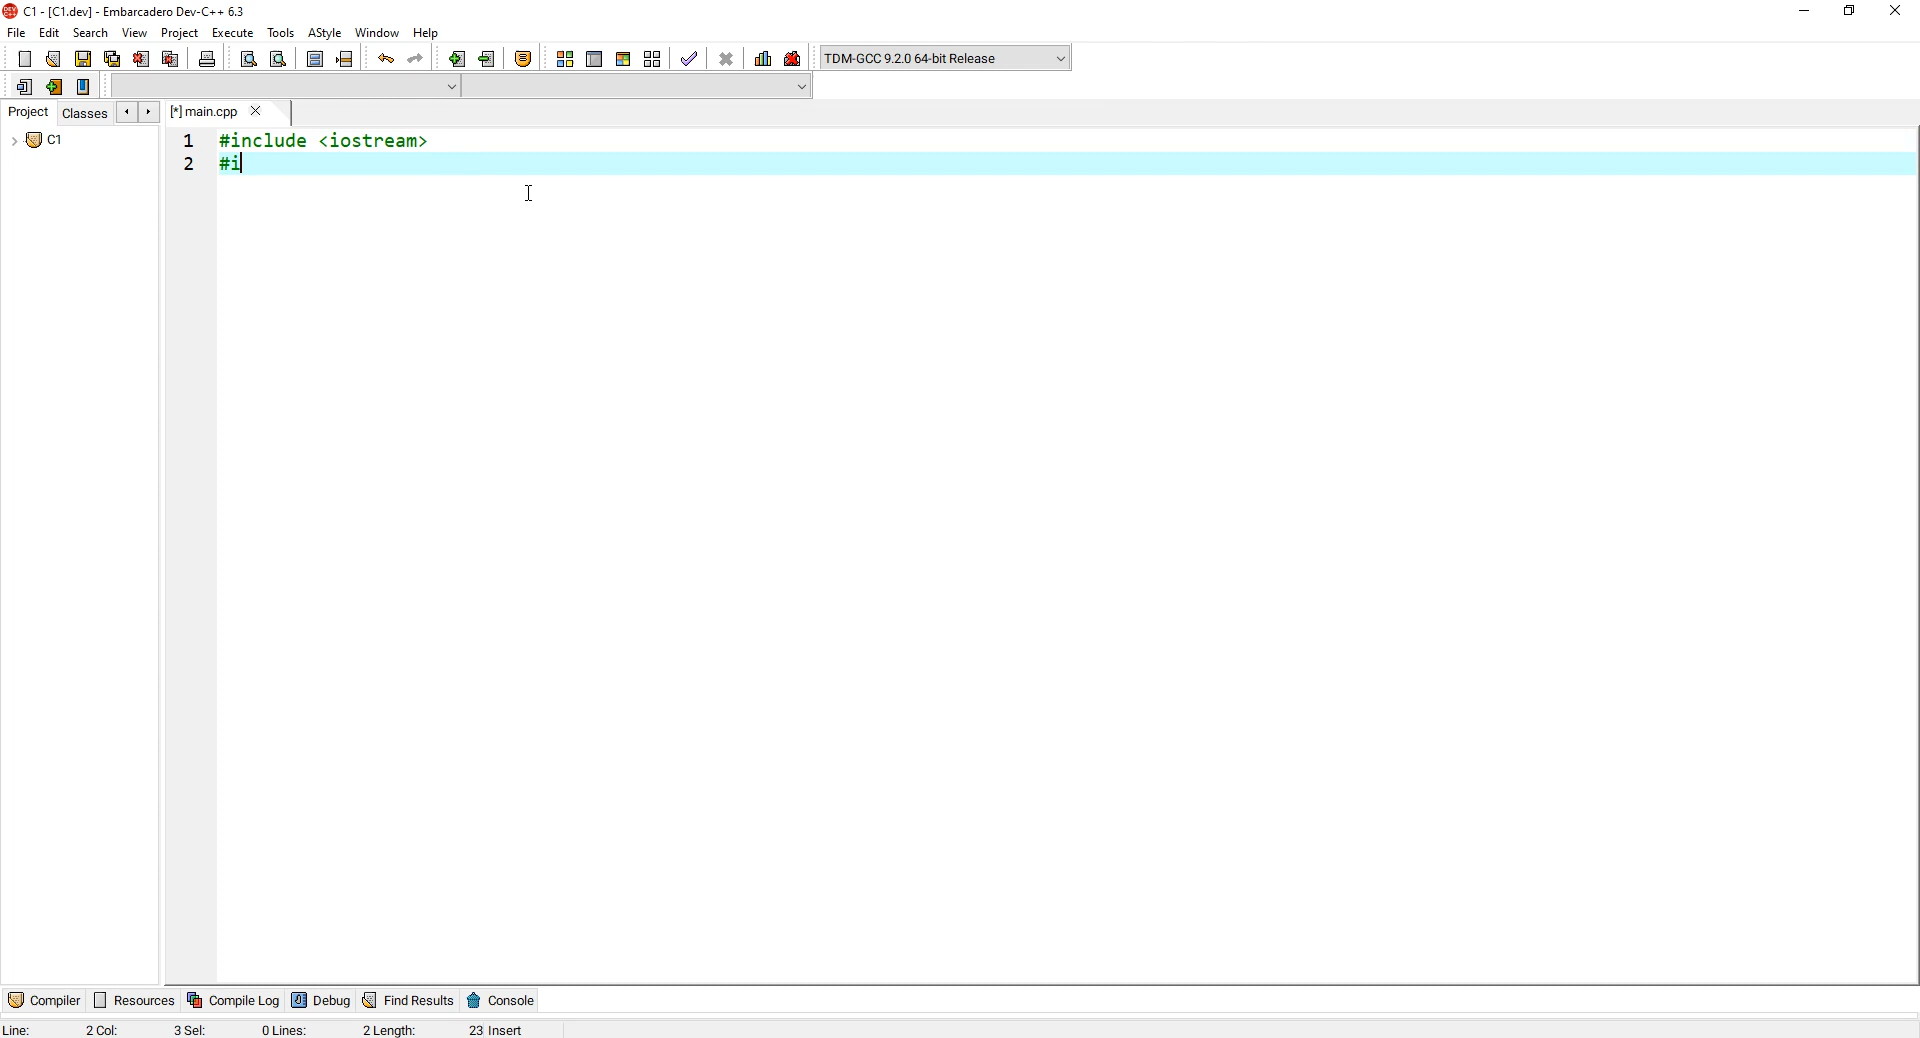 C1 - [C1.dev] - Embarcadero Dev-C++ 6.3
File Edit Search View Project Execute Tools AStyle Window Help
TDM-GCC 9.2.0 64-bit Release
Project Classes [*] main.cpp
C1
1 #include <iostream>
2 #i
Compiler Resources Compile Log Debug Find Results Console
Line: 2 Col: 3 Sel: 0 Lines: 2 Length: 23 Insert